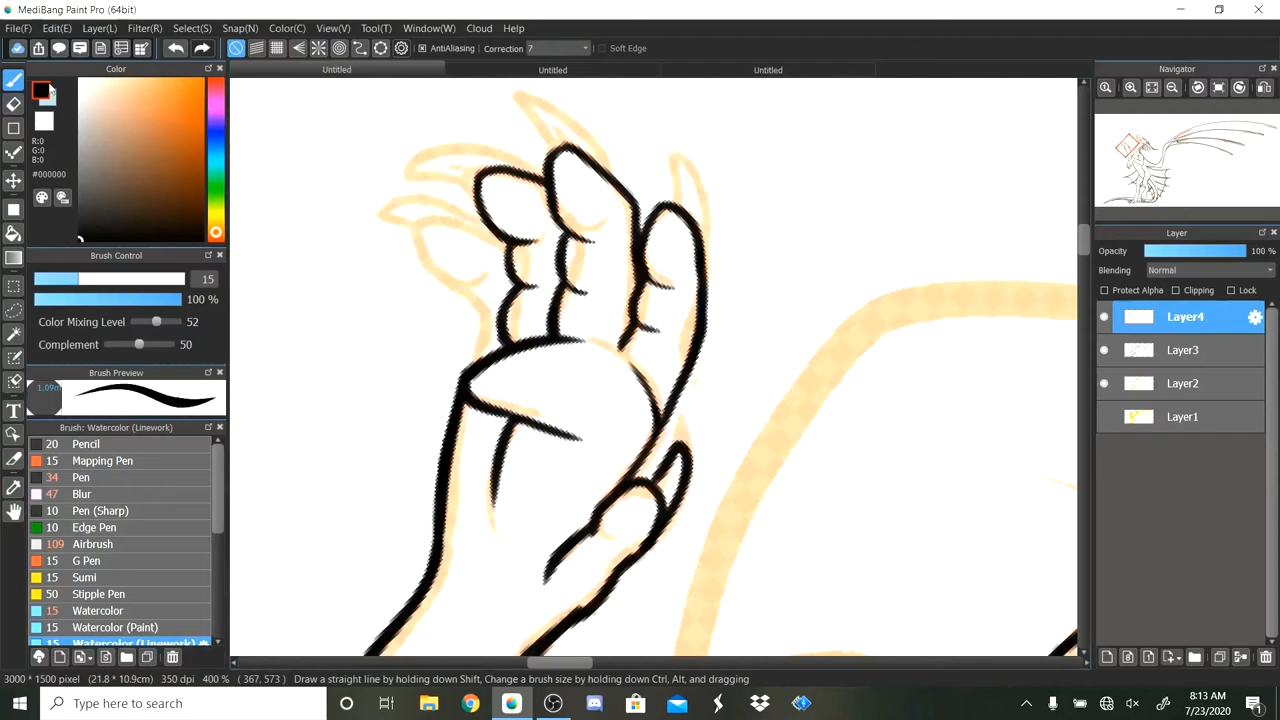 MediBang Paint Pro (64bit)
File(F) Edit(E) Layer(L) Filter(R) Select(S) Snap(N) Color(C) View(V) Tool(T) Window(W) Cloud Help
AntiAliasing Correction 7 Soft Edge
Color
Untitled Untitled Untitled
Navigator
R:0
G:0
B:0
#000000
Brush Control
15
100 %
Color Mixing Level 52
Complement 50
Brush Preview
Brush: Watercolor (Linework)
20 Pencil
15 Mapping Pen
34 Pen
47 Blur
10 Pen (Sharp)
10 Edge Pen
109 Airbrush
15 G Pen
15 Sumi
50 Stipple Pen
15 Watercolor
15 Watercolor (Paint)
15 Watercolor (Linework)
Layer
Opacity 100 %
Blending Normal
Protect Alpha Clipping Lock
Layer4
Layer3
Layer2
Layer1
3000 * 1500 pixel (21.8 * 10.9cm) 350 dpi 400 % (367, 573) Draw a straight line by holding down Shift, Change a brush size by holding down Ctrl, Alt, and dragging
Type here to search
8:13 AM
7/23/2020